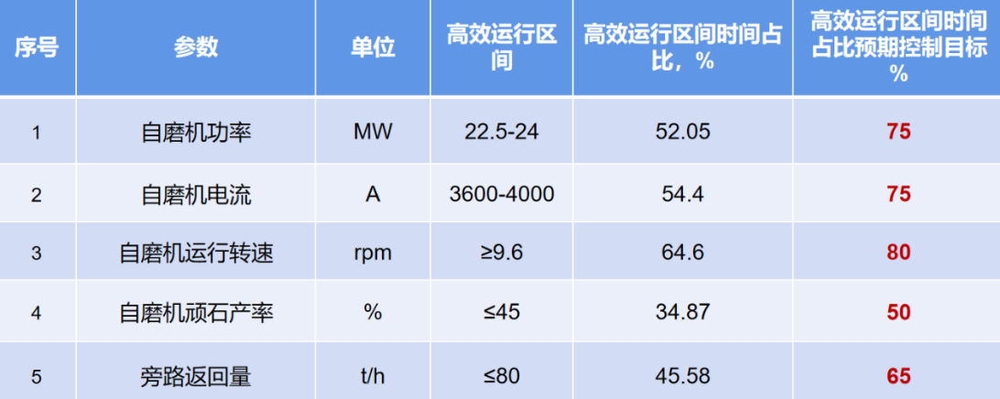 序号 参数 单位 高效运行区间 高效运行区间时间占比，% 高效运行区间时间占比预期控制目标%
1 自磨机功率 MW 22.5-24 52.05 75
2 自磨机电流 A 3600-4000 54.4 75
3 自磨机运行转速 rpm ≥9.6 64.6 80
4 自磨机顽石产率 % ≤45 34.87 50
5 旁路返回量 t/h ≤80 45.58 65